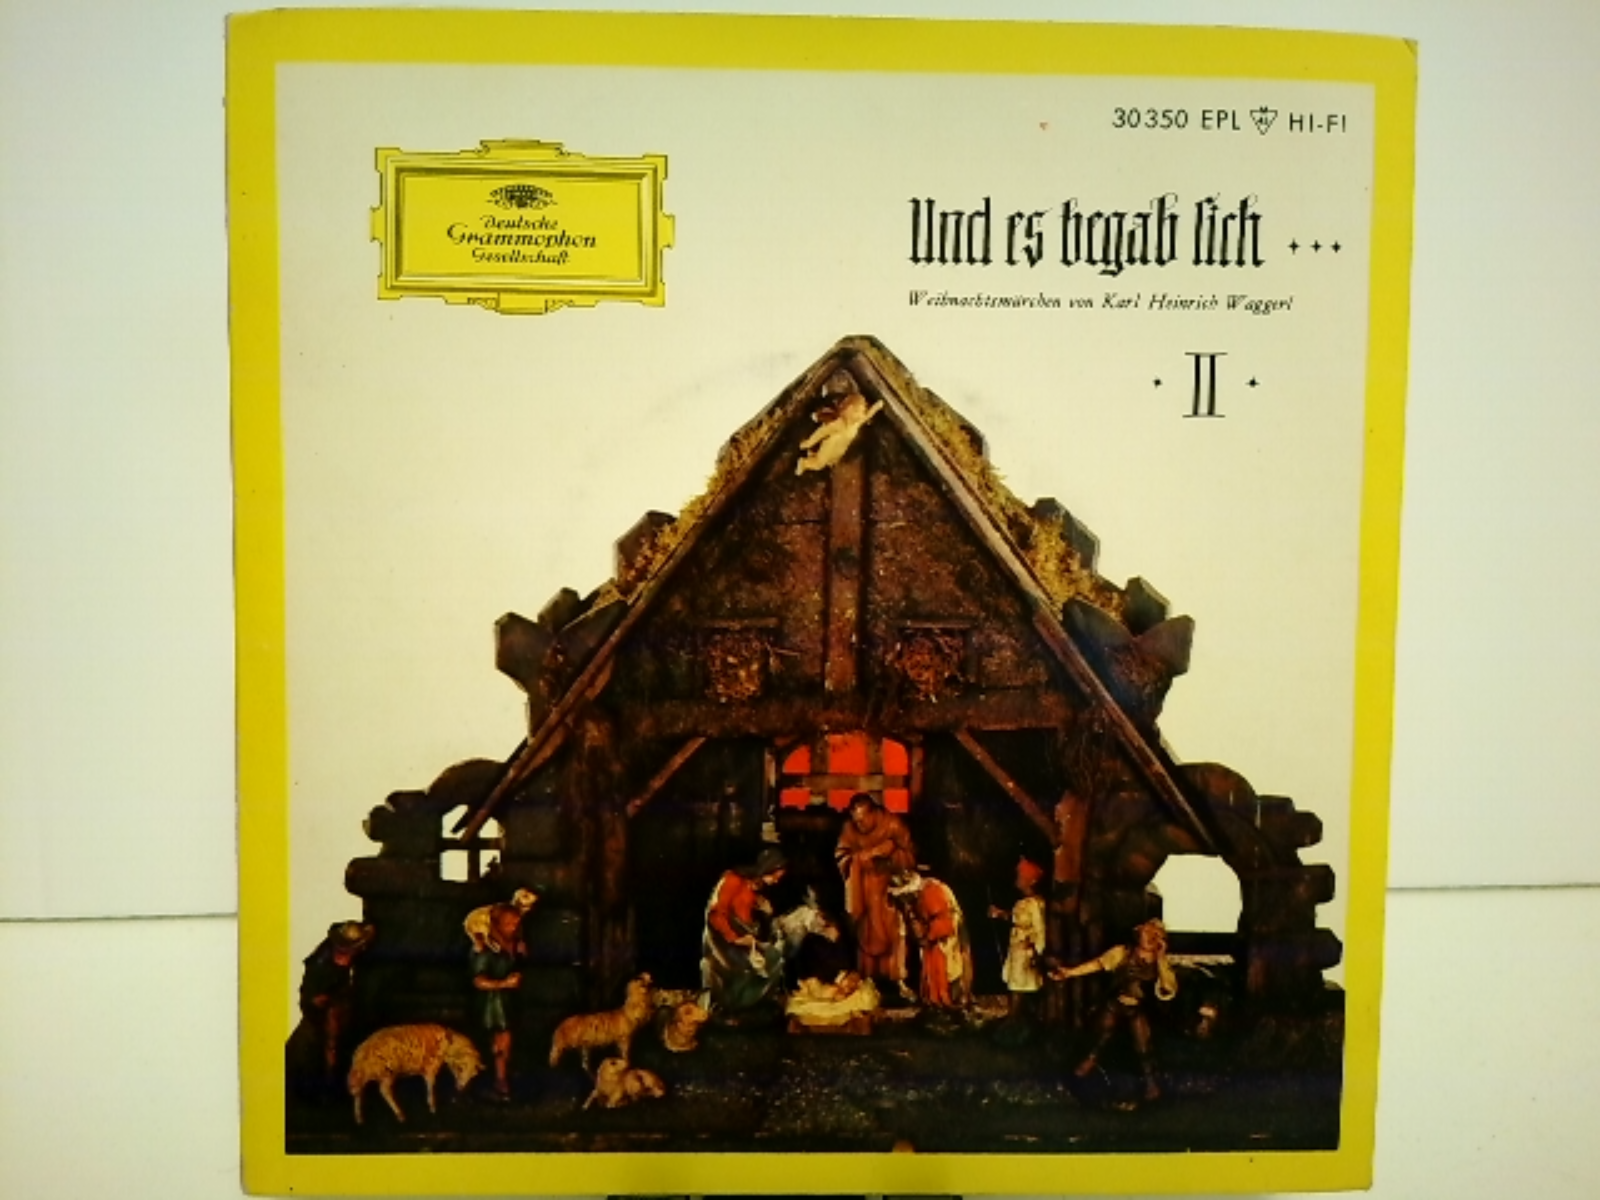 30350 EPL HI-FI
Deutsche
Grammophon
Gesellschaft
Und es begab sich ...
Weihnachtsmärchen von Karl Heinrich Waggerl
· II ·